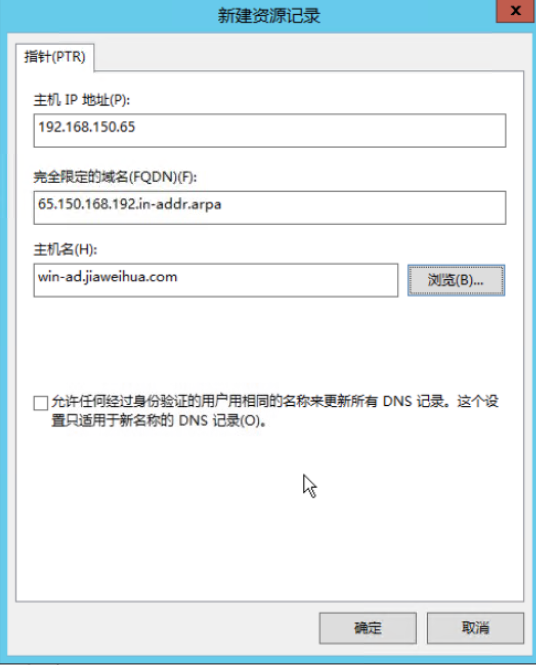 新建资源记录
x
指针(PTR)
主机 IP 地址(P):
192.168.150.65
完全限定的域名(FQDN)(F):
65.150.168.192.in-addr.arpa
主机名(H):
win-ad.jiaweihua.com
浏览(B)...
允许任何经过身份验证的用户用相同的名称来更新所有 DNS 记录。这个设
置只适用于新名称的 DNS 记录(O)。
确定
取消